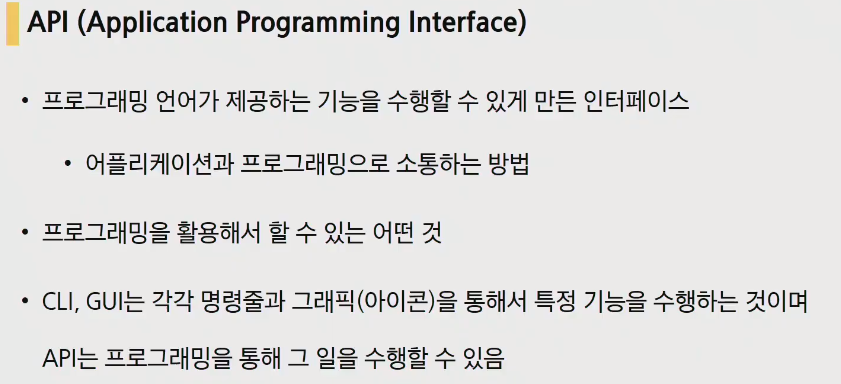 API (Application Programming Interface)
• 프로그래밍 언어가 제공하는 기능을 수행할 수 있게 만든 인터페이스
• 어플리케이션과 프로그래밍으로 소통하는 방법
• 프로그래밍을 활용해서 할 수 있는 어떤 것
• CLI, GUI는 각각 명령줄과 그래픽(아이콘)을 통해서 특정 기능을 수행하는 것이며
API는 프로그래밍을 통해 그 일을 수행할 수 있음